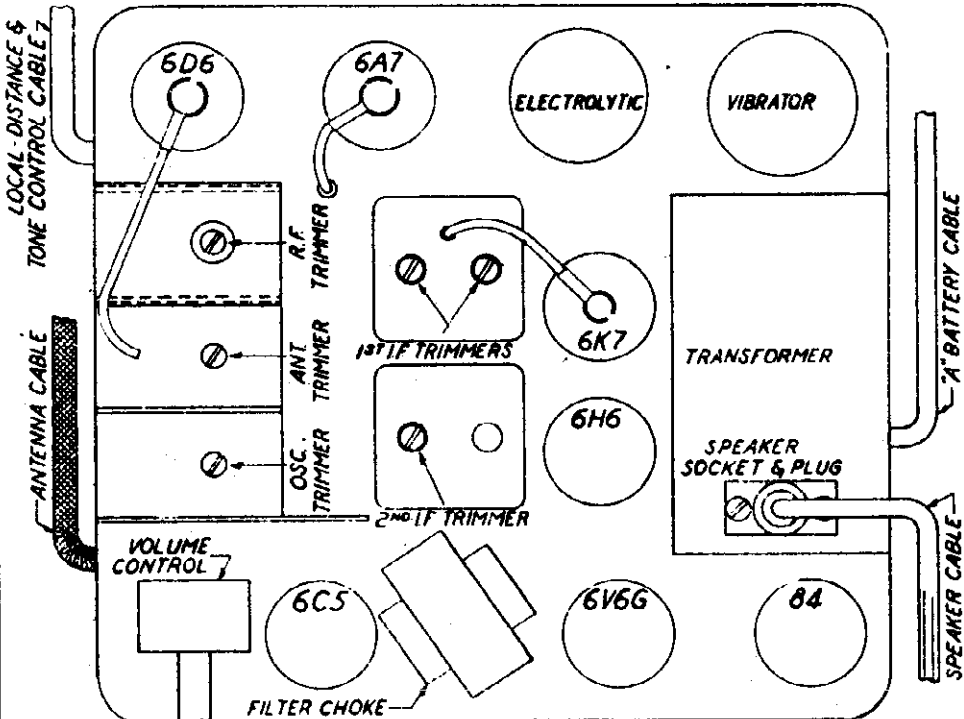 LOCAL-DISTANCE &
TONE CONTROL CABLE
6D6
6A7
ELECTROLYTIC
VIBRATOR
R.F.
TRIMMER
"A" BATTERY CABLE
1ST I.F TRIMMERS
6K7
ANT.
TRIMMER
TRANSFORMER
ANTENNA CABLE
6H6
OSC.
TRIMMER
SPEAKER
SOCKET & PLUG
2ND I.F TRIMMER
VOLUME
CONTROL
6C5
6V6G
84
SPEAKER CABLE
FILTER CHOKE